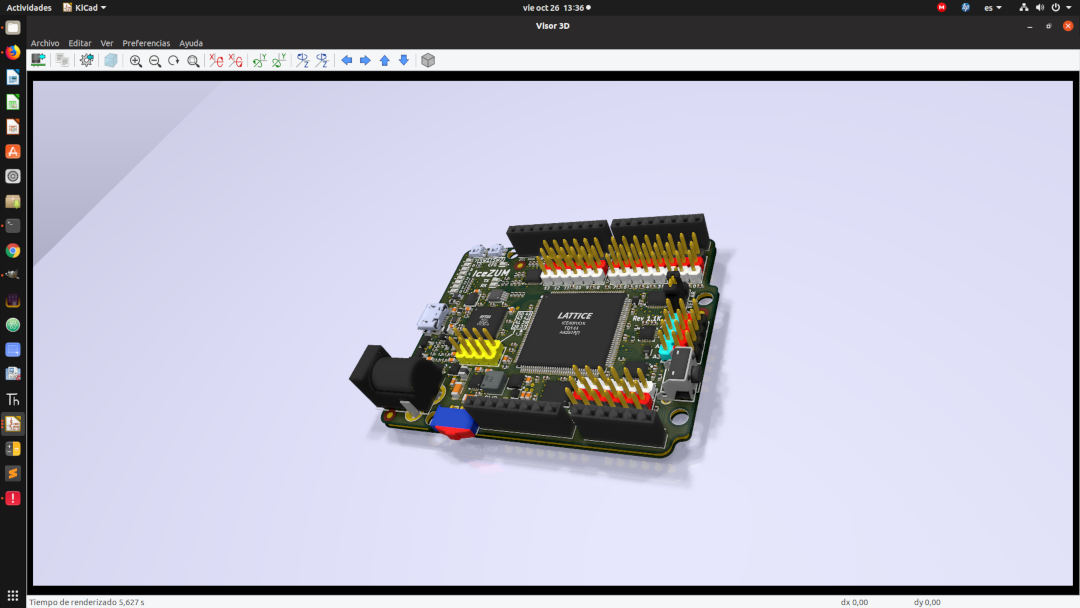 Actividades KiCad vie oct 26 13:36 es
Visor 3D
Archivo Editar Ver Preferencias Ayuda
IceZUM
LATTICE
Rev 1.1K
Tiempo de renderizado 5,627 s dx 0,00 dy 0,00